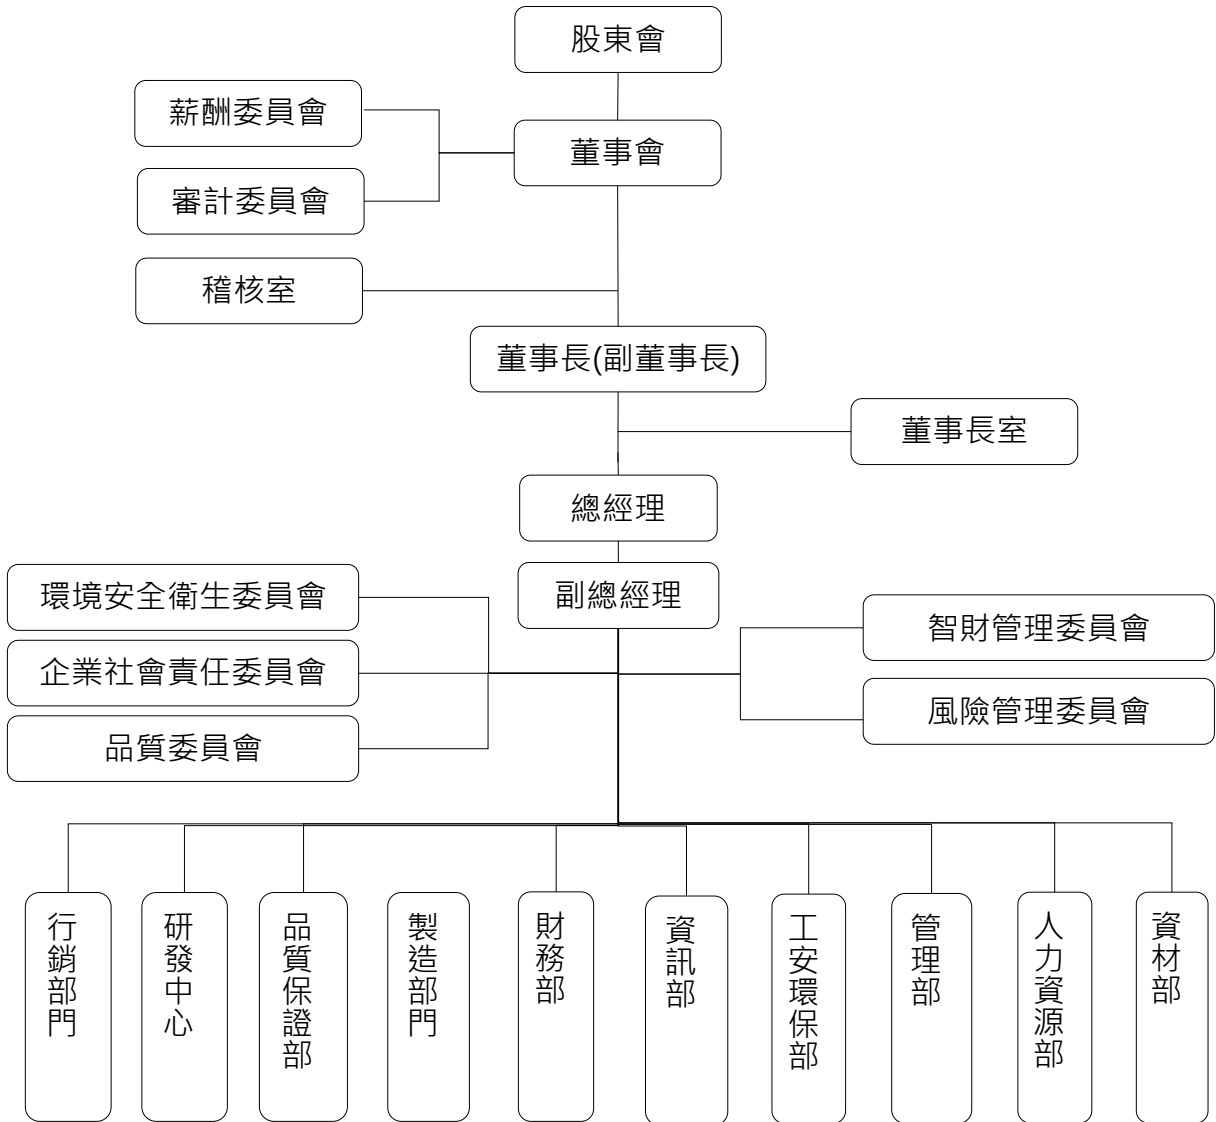 股東會
薪酬委員會
董事會
審計委員會
稽核室
董事長(副董事長)
董事長室
總經理
副總經理
環境安全衛生委員會
企業社會責任委員會
品質委員會
智財管理委員會
風險管理委員會
行銷部門
研發中心
品質保證部
製造部門
財務部
資訊部
工安環保部
管理部
人力資源部
資材部